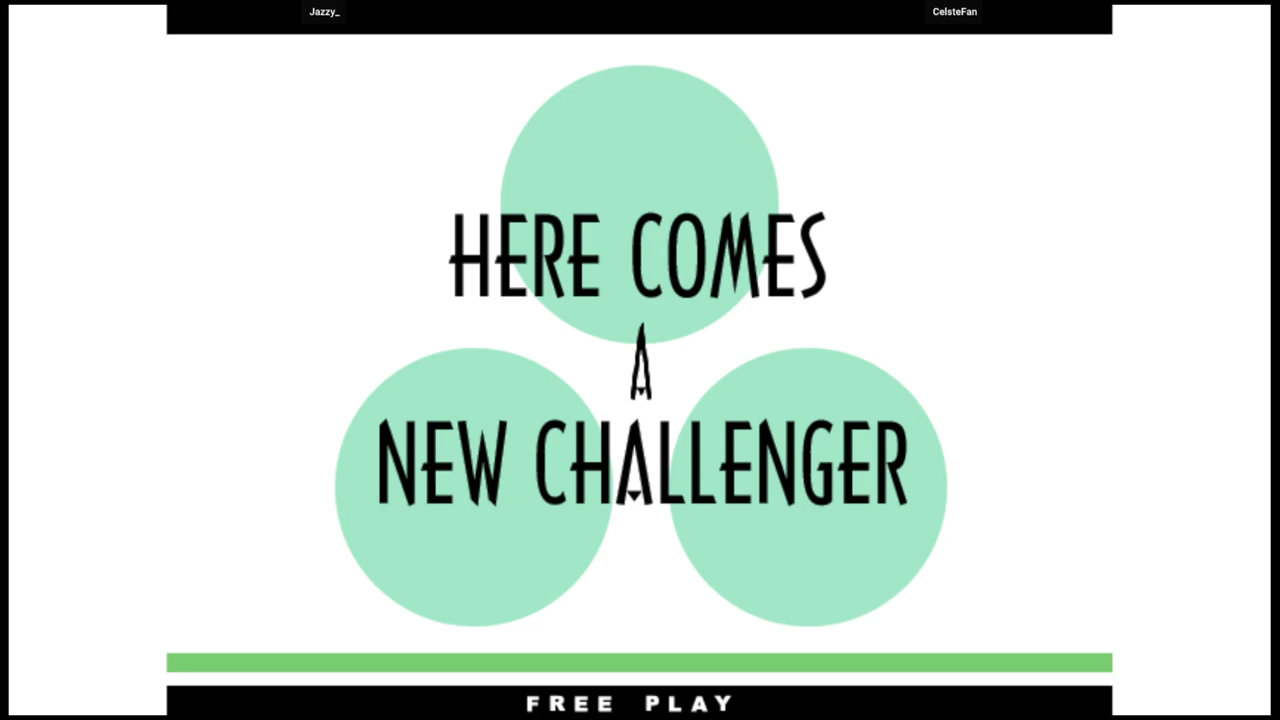 Jazzy_
CelsteFan
HERE COMES
A
NEW CHALLENGER
FREE PLAY